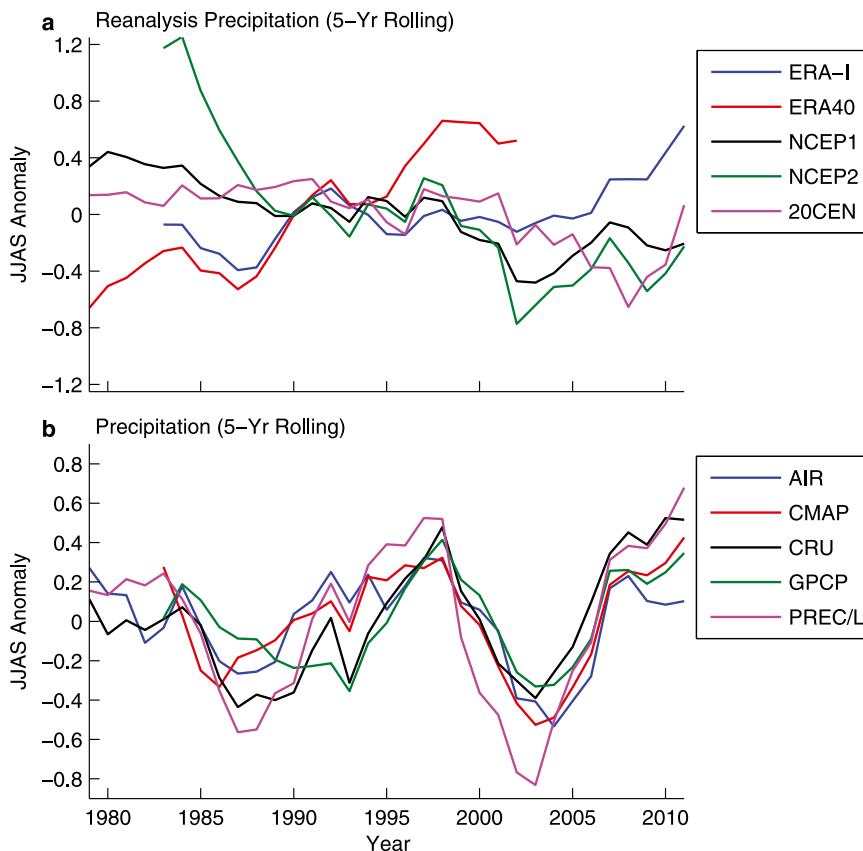 a Reanalysis Precipitation (5−Yr Rolling)
1.2
0.8
0.4
0
−0.4
−0.8
−1.2
JJAS Anomaly
ERA−I
ERA40
NCEP1
NCEP2
20CEN
b Precipitation (5−Yr Rolling)
0.8
0.6
0.4
0.2
0
−0.2
−0.4
−0.6
−0.8
JJAS Anomaly
AIR
CMAP
CRU
GPCP
PREC/L
1980 1985 1990 1995 2000 2005 2010
Year